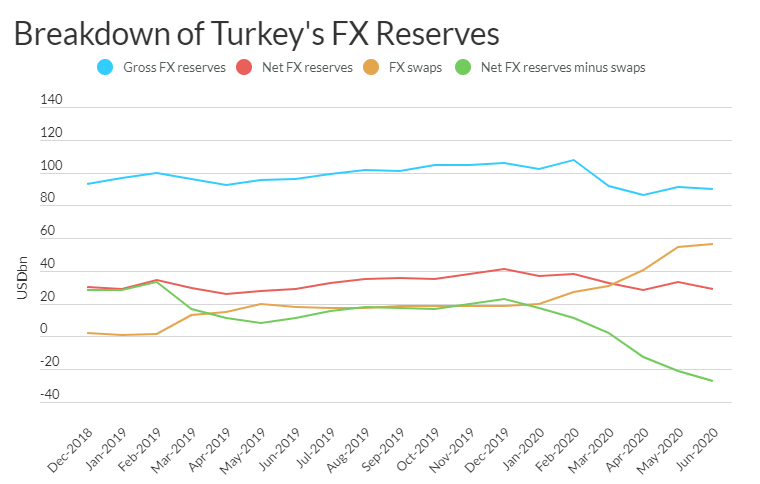 Breakdown of Turkey's FX Reserves
Gross FX reserves Net FX reserves FX swaps Net FX reserves minus swaps
140
120
100
80
60
40
20
0
-20
-40
USDbn
Dec-2018 Jan-2019 Feb-2019 Mar-2019 Apr-2019 May-2019 Jun-2019 Jul-2019 Aug-2019 Sep-2019 Oct-2019 Nov-2019 Dec-2019 Jan-2020 Feb-2020 Mar-2020 Apr-2020 May-2020 Jun-2020